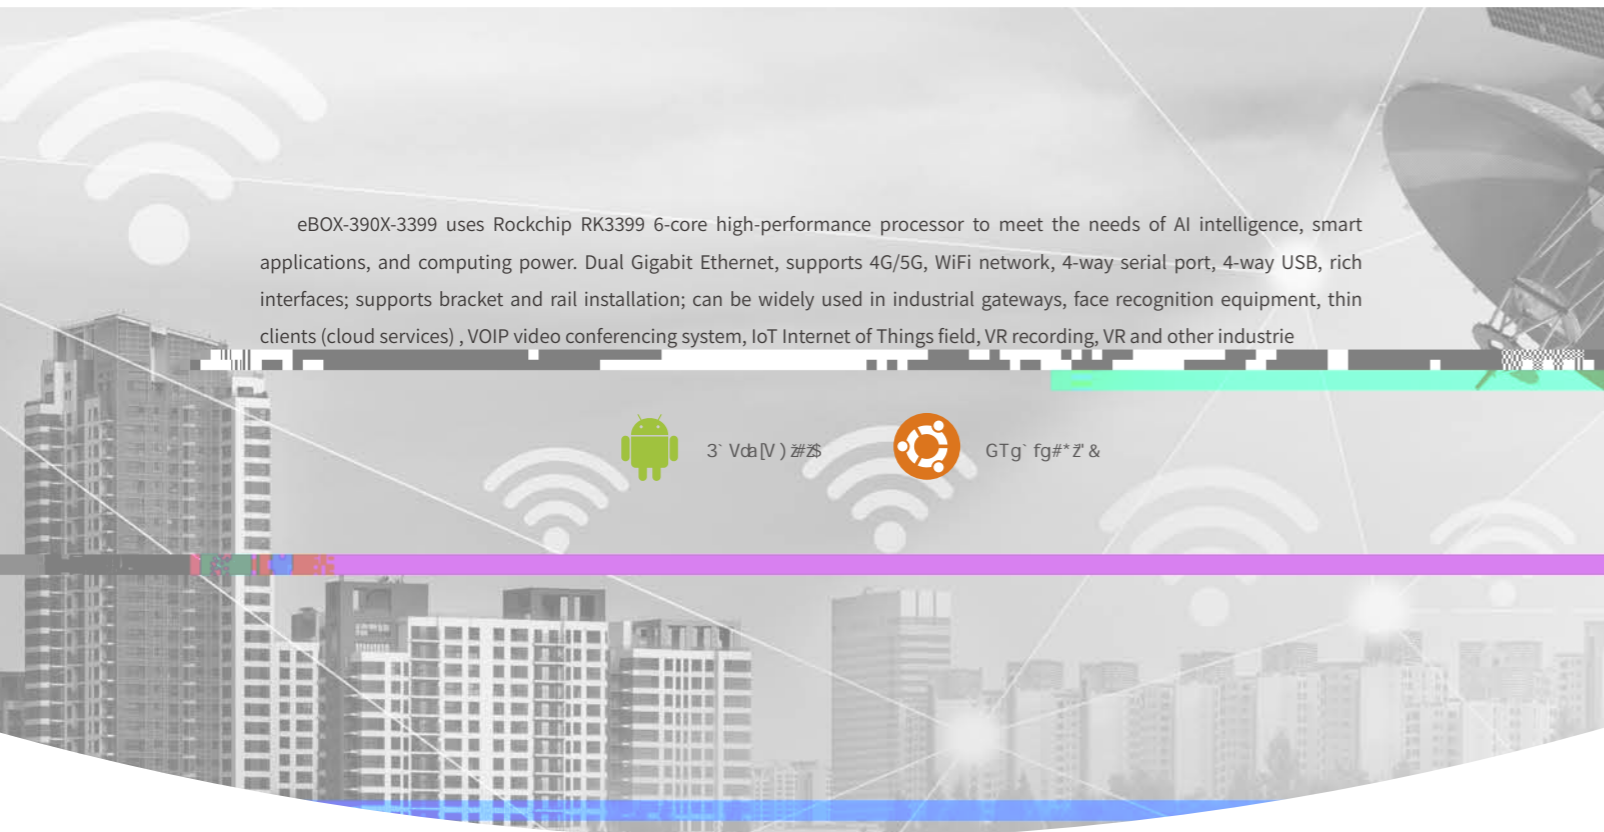 eBOX-390X-3399 uses Rockchip RK3399 6-core high-performance processor to meet the needs of AI intelligence, smart
applications, and computing power. Dual Gigabit Ethernet, supports 4G/5G, WiFi network, 4-way serial port, 4-way USB, rich
interfaces; supports bracket and rail installation; can be widely used in industrial gateways, face recognition equipment, thin
clients (cloud services) , VOIP video conferencing system, IoT Internet of Things field, VR recording, VR and other industrie